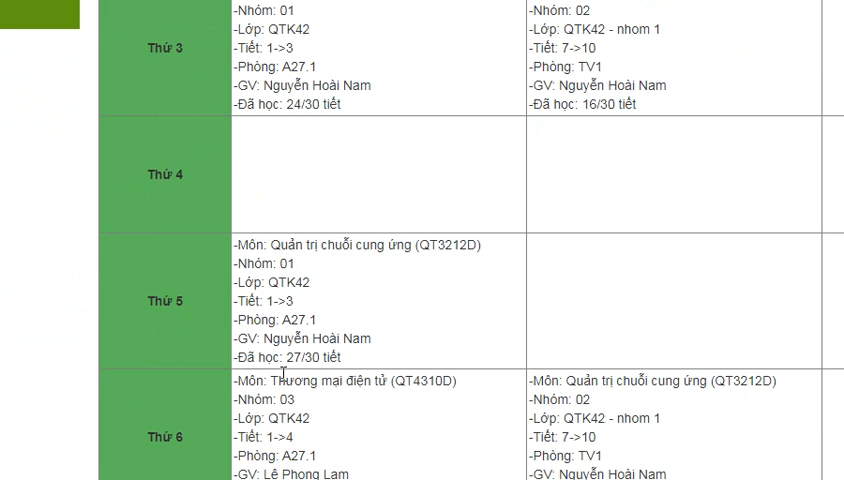 -Nhóm: 01
-Lớp: QTK42
-Tiết: 1->3
-Phòng: A27.1
-GV: Nguyễn Hoài Nam
-Đã học: 24/30 tiết
-Nhóm: 02
-Lớp: QTK42 - nhom 1
-Tiết: 7->10
-Phòng: TV1
-GV: Nguyễn Hoài Nam
-Đã học: 16/30 tiết
Thứ 3
Thứ 4
Thứ 5
-Môn: Quản trị chuỗi cung ứng (QT3212D)
-Nhóm: 01
-Lớp: QTK42
-Tiết: 1->3
-Phòng: A27.1
-GV: Nguyễn Hoài Nam
-Đã học: 27/30 tiết
Thứ 6
-Môn: Thương mại điện tử (QT4310D)
-Nhóm: 03
-Lớp: QTK42
-Tiết: 1->4
-Phòng: A27.1
-GV: Lê Phong Lam
-Môn: Quản trị chuỗi cung ứng (QT3212D)
-Nhóm: 02
-Lớp: QTK42 - nhom 1
-Tiết: 7->10
-Phòng: TV1
-GV: Nguyễn Hoài Nam